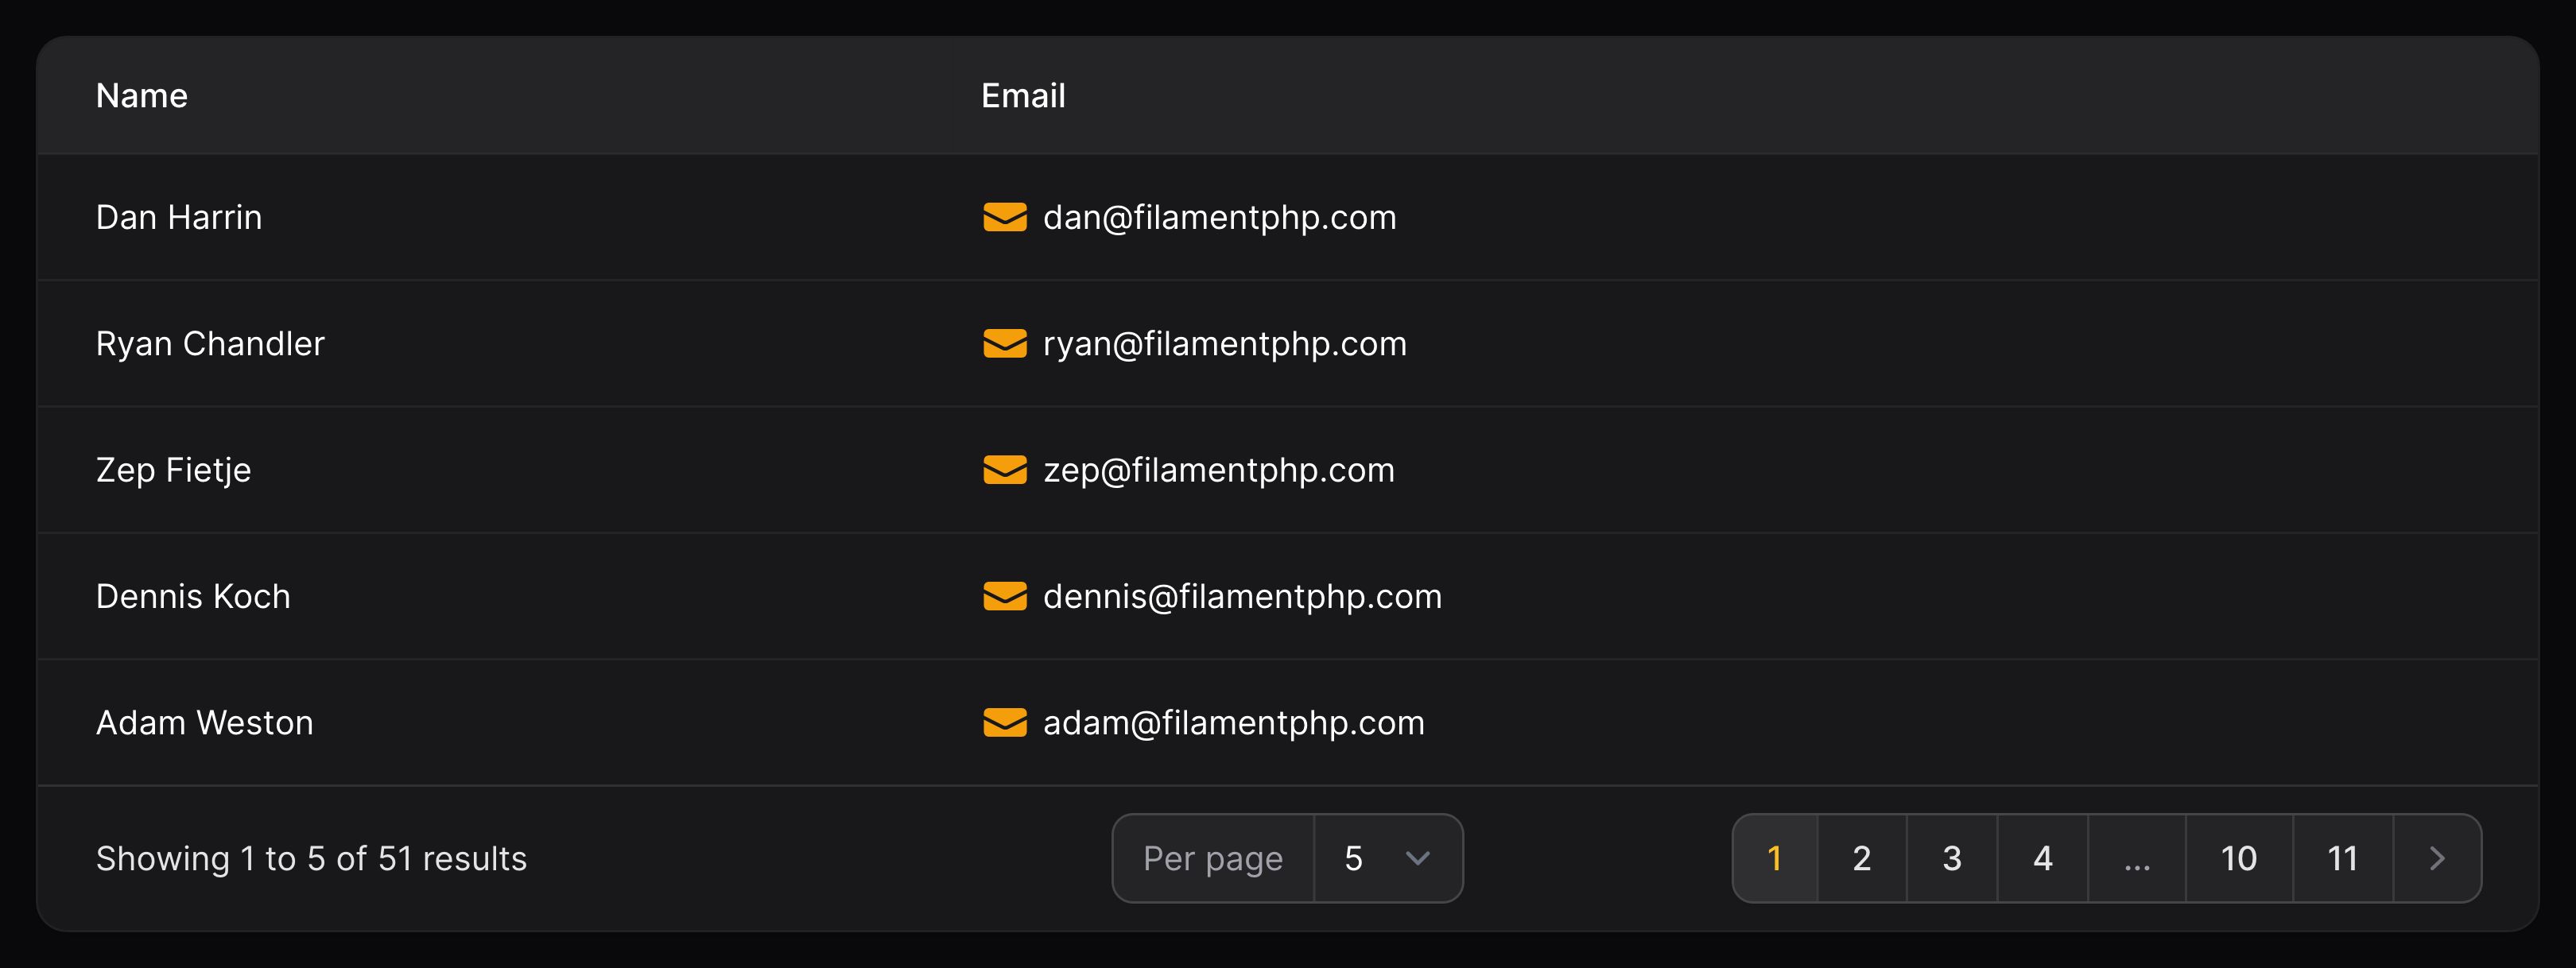 Name Email
Dan Harrin dan@filamentphp.com
Ryan Chandler ryan@filamentphp.com
Zep Fietje zep@filamentphp.com
Dennis Koch dennis@filamentphp.com
Adam Weston adam@filamentphp.com
Showing 1 to 5 of 51 results Per page 5 1 2 3 4 ... 10 11